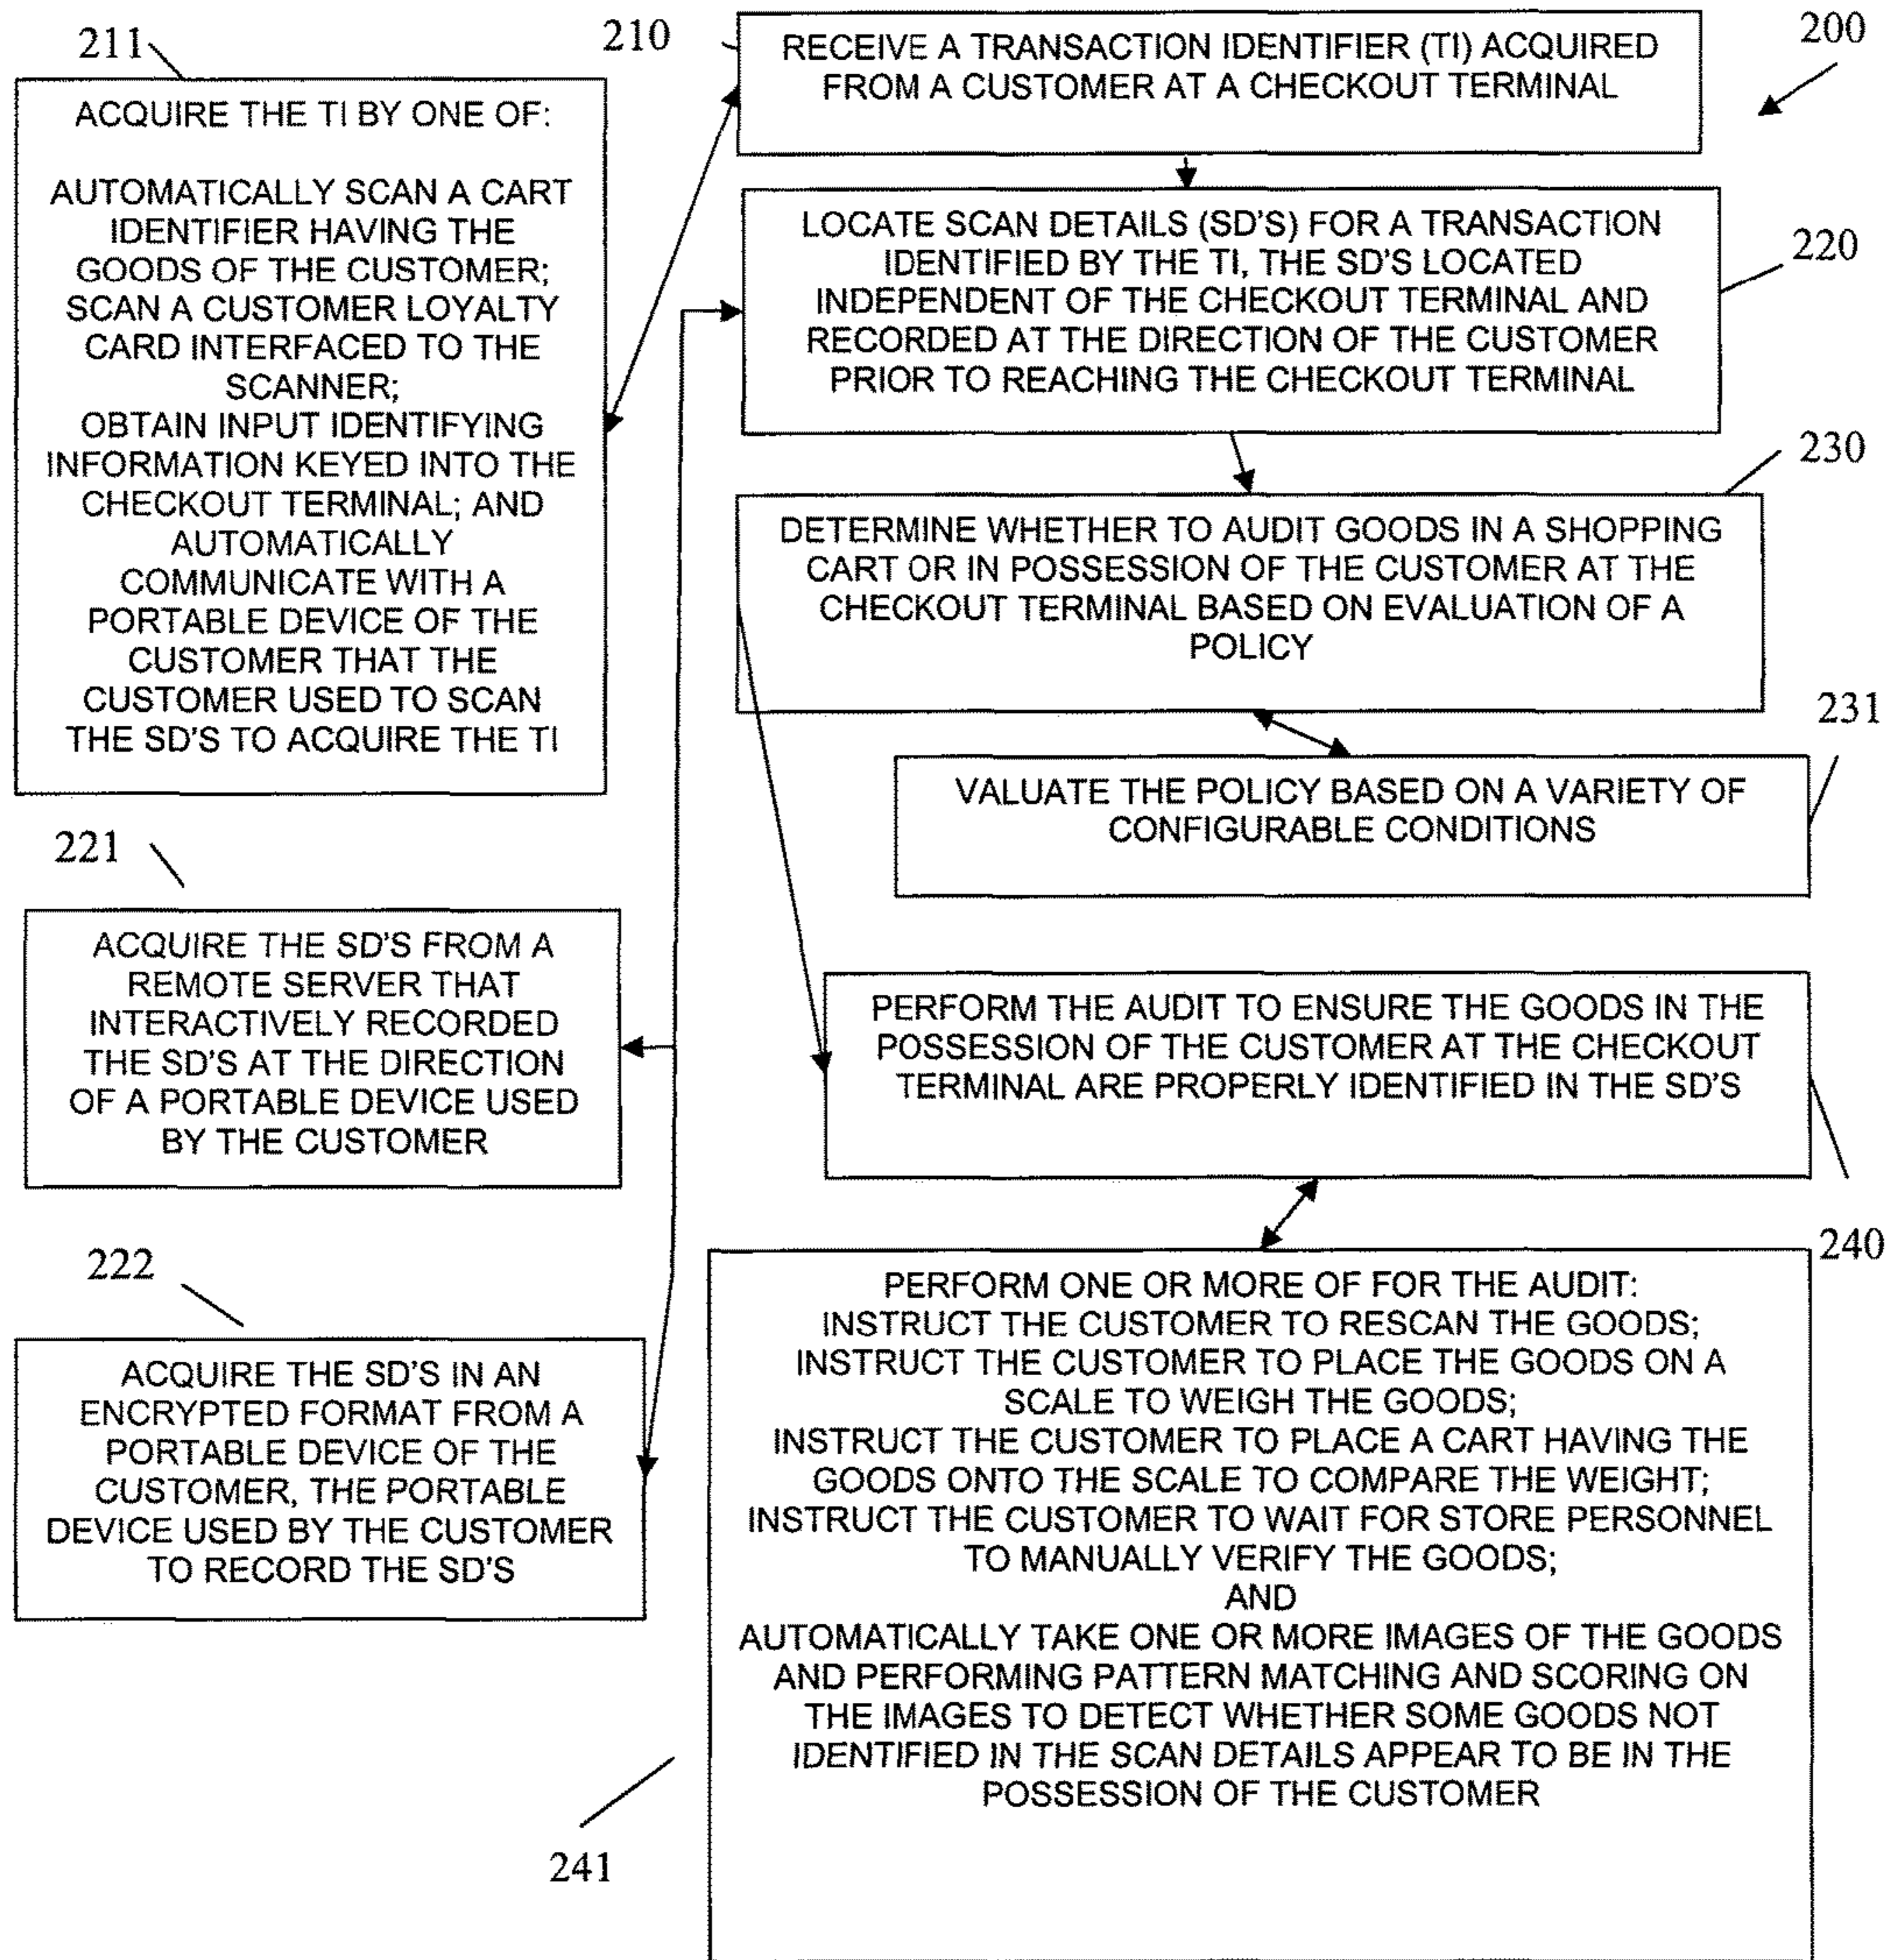 211
ACQUIRE THE TI BY ONE OF:
AUTOMATICALLY SCAN A CART
IDENTIFIER HAVING THE
GOODS OF THE CUSTOMER;
SCAN A CUSTOMER LOYALTY
CARD INTERFACED TO THE
SCANNER;
OBTAIN INPUT IDENTIFYING
INFORMATION KEYED INTO THE
CHECKOUT TERMINAL; AND
AUTOMATICALLY
COMMUNICATE WITH A
PORTABLE DEVICE OF THE
CUSTOMER THAT THE
CUSTOMER USED TO SCAN
THE SD'S TO ACQUIRE THE TI
221
ACQUIRE THE SD'S FROM A
REMOTE SERVER THAT
INTERACTIVELY RECORDED
THE SD'S AT THE DIRECTION
OF A PORTABLE DEVICE USED
BY THE CUSTOMER
222
ACQUIRE THE SD'S IN AN
ENCRYPTED FORMAT FROM A
PORTABLE DEVICE OF THE
CUSTOMER, THE PORTABLE
DEVICE USED BY THE CUSTOMER
TO RECORD THE SD'S
210
200
RECEIVE A TRANSACTION IDENTIFIER (TI) ACQUIRED
FROM A CUSTOMER AT A CHECKOUT TERMINAL
220
LOCATE SCAN DETAILS (SD'S) FOR A TRANSACTION
IDENTIFIED BY THE TI, THE SD'S LOCATED
INDEPENDENT OF THE CHECKOUT TERMINAL AND
RECORDED AT THE DIRECTION OF THE CUSTOMER
PRIOR TO REACHING THE CHECKOUT TERMINAL
230
DETERMINE WHETHER TO AUDIT GOODS IN A SHOPPING
CART OR IN POSSESSION OF THE CUSTOMER AT THE
CHECKOUT TERMINAL BASED ON EVALUATION OF A
POLICY
231
VALUATE THE POLICY BASED ON A VARIETY OF
CONFIGURABLE CONDITIONS
PERFORM THE AUDIT TO ENSURE THE GOODS IN THE
POSSESSION OF THE CUSTOMER AT THE CHECKOUT
TERMINAL ARE PROPERLY IDENTIFIED IN THE SD'S
240
PERFORM ONE OR MORE OF FOR THE AUDIT:
INSTRUCT THE CUSTOMER TO RESCAN THE GOODS;
INSTRUCT THE CUSTOMER TO PLACE THE GOODS ON A
SCALE TO WEIGH THE GOODS;
INSTRUCT THE CUSTOMER TO PLACE A CART HAVING THE
GOODS ONTO THE SCALE TO COMPARE THE WEIGHT;
INSTRUCT THE CUSTOMER TO WAIT FOR STORE PERSONNEL
TO MANUALLY VERIFY THE GOODS;
AND
AUTOMATICALLY TAKE ONE OR MORE IMAGES OF THE GOODS
AND PERFORMING PATTERN MATCHING AND SCORING ON
THE IMAGES TO DETECT WHETHER SOME GOODS NOT
IDENTIFIED IN THE SCAN DETAILS APPEAR TO BE IN THE
POSSESSION OF THE CUSTOMER
241